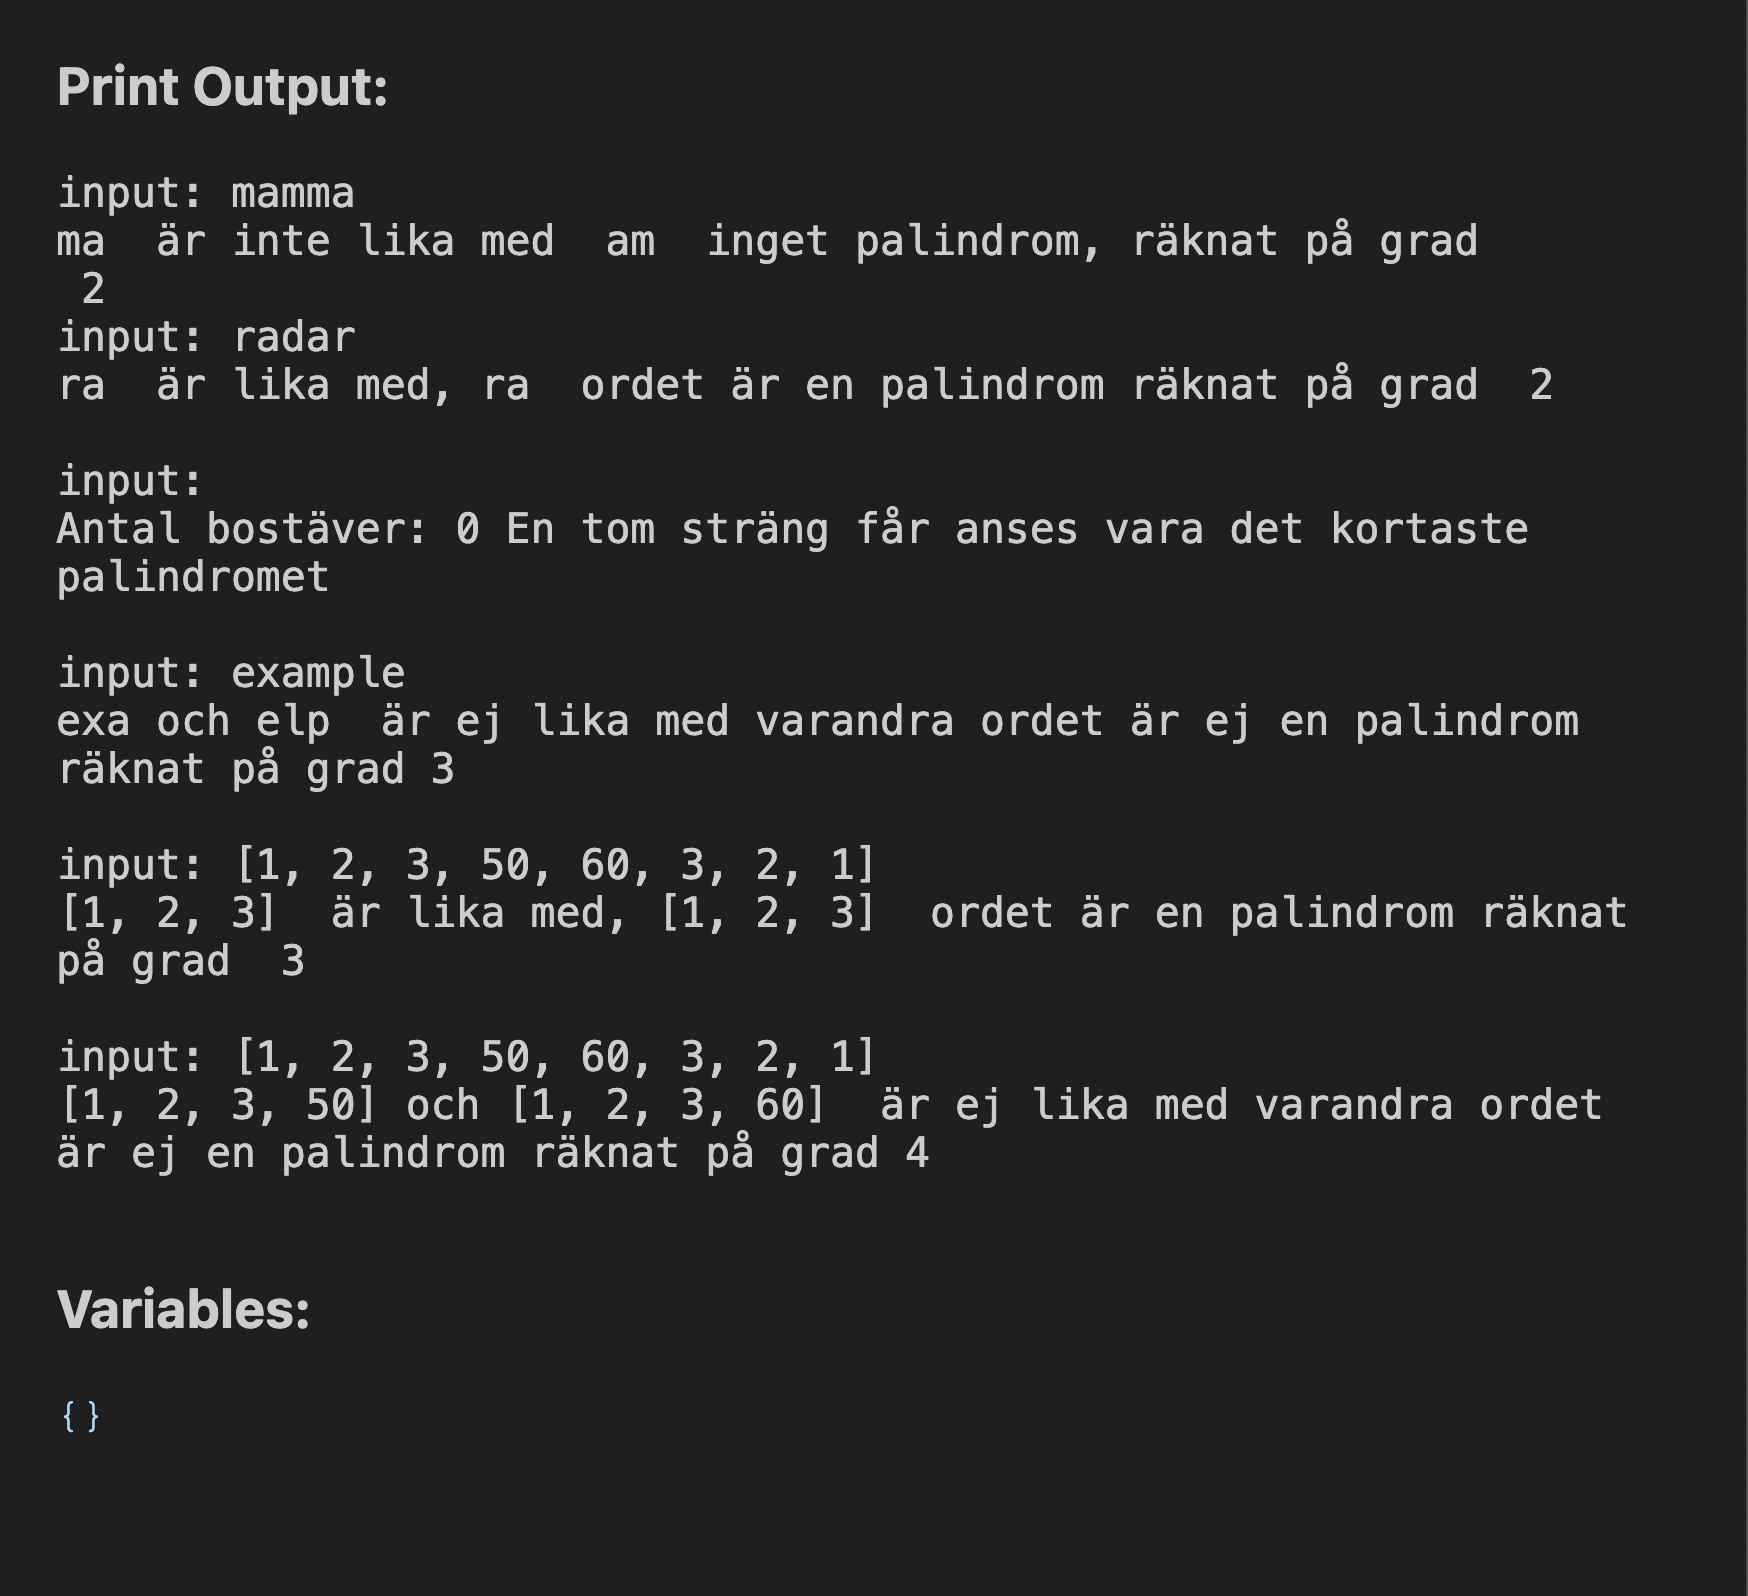 Print Output:
input: mamma
ma  är inte lika med  am  inget palindrom, räknat på grad
 2
input: radar
ra  är lika med, ra  ordet är en palindrom räknat på grad  2
input:
Antal bostäver: 0 En tom sträng får anses vara det kortaste
palindromet
input: example
exa och elp  är ej lika med varandra ordet är ej en palindrom
räknat på grad 3
input: [1, 2, 3, 50, 60, 3, 2, 1]
[1, 2, 3]  är lika med, [1, 2, 3]  ordet är en palindrom räknat
på grad  3
input: [1, 2, 3, 50, 60, 3, 2, 1]
[1, 2, 3, 50] och [1, 2, 3, 60]  är ej lika med varandra ordet
är ej en palindrom räknat på grad 4
Variables:
{}